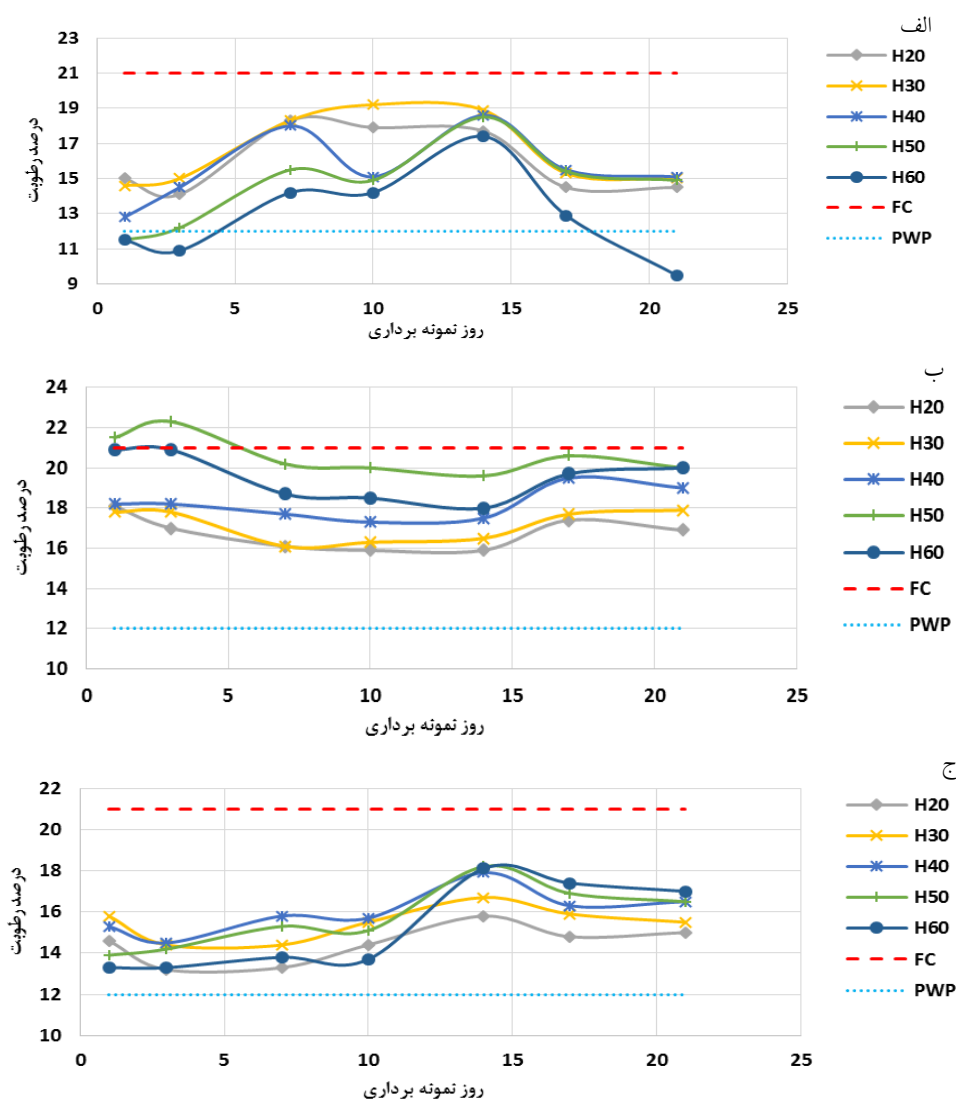 الف
23
21
19
17
15
13
11
9
درصد رطوبت
0 5 10 15 20 25
روز نمونه برداری
H20
H30
H40
H50
H60
FC
PWP
ب
24
22
20
18
16
14
12
10
درصد رطوبت
0 5 10 15 20 25
روز نمونه برداری
H20
H30
H40
H50
H60
FC
PWP
ج
22
20
18
16
14
12
10
درصد رطوبت
0 5 10 15 20 25
روز نمونه برداری
H20
H30
H40
H50
H60
FC
PWP